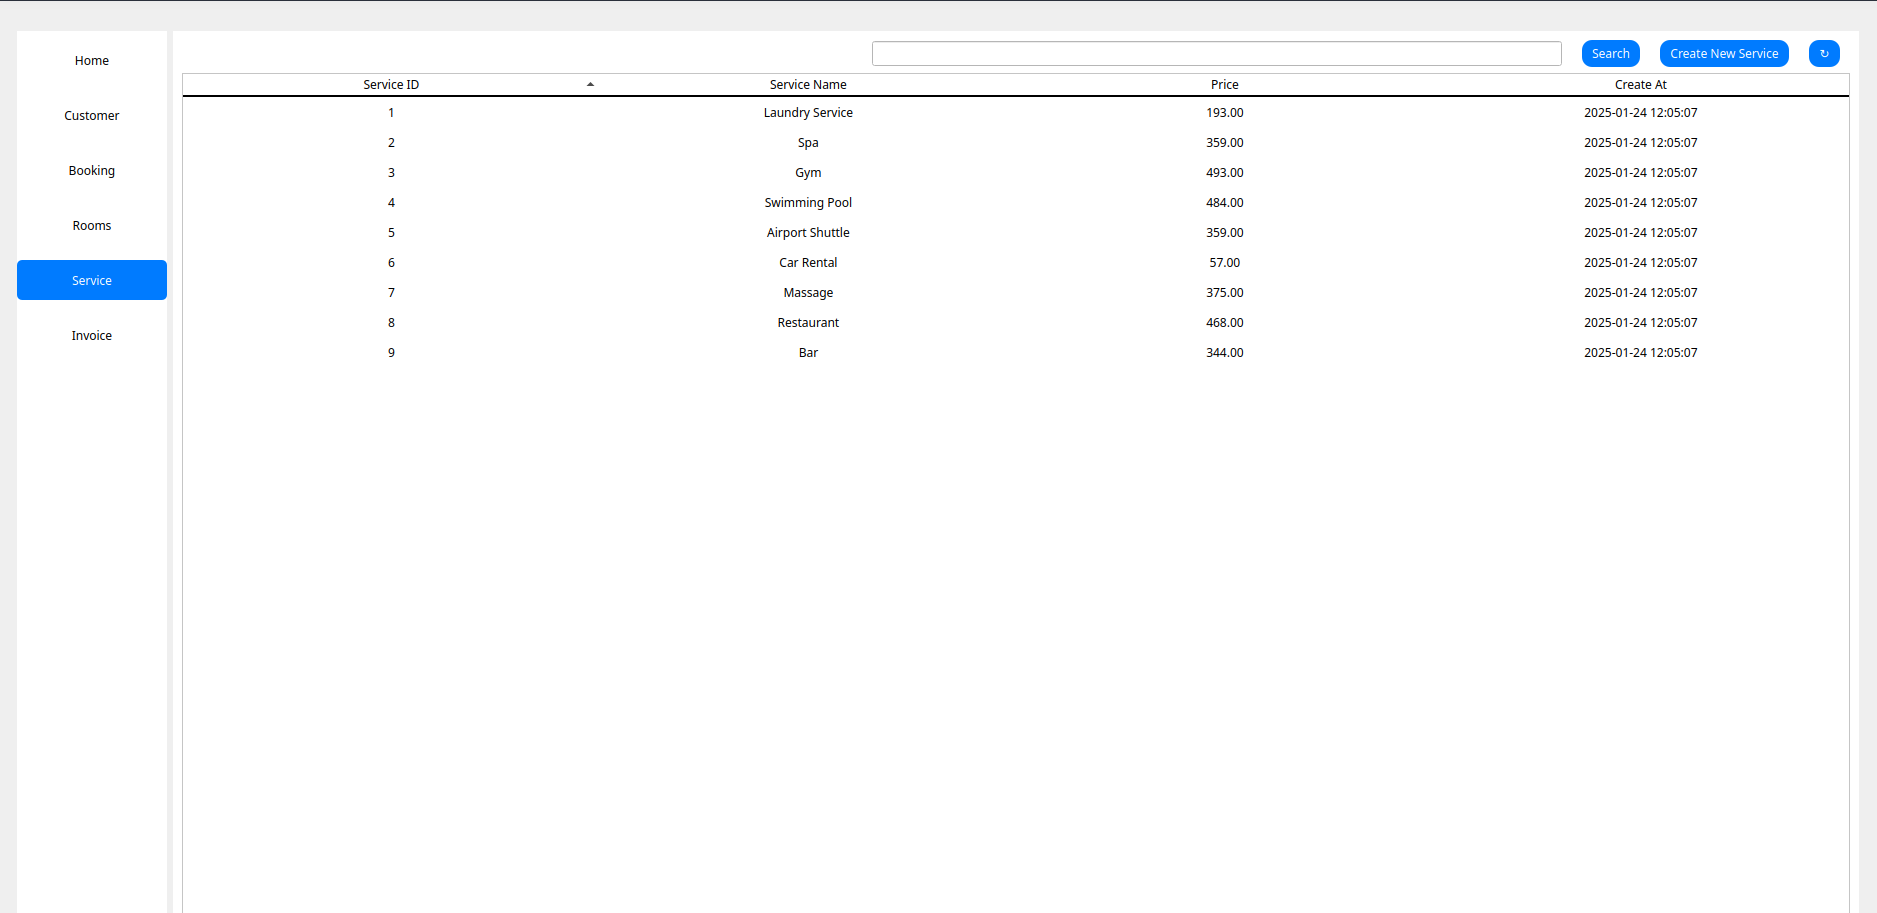 Home
Customer
Booking
Rooms
Service
Invoice
Search Create New Service ↻
Service ID Service Name Price Create At
1 Laundry Service 193.00 2025-01-24 12:05:07
2 Spa 359.00 2025-01-24 12:05:07
3 Gym 493.00 2025-01-24 12:05:07
4 Swimming Pool 484.00 2025-01-24 12:05:07
5 Airport Shuttle 359.00 2025-01-24 12:05:07
6 Car Rental 57.00 2025-01-24 12:05:07
7 Massage 375.00 2025-01-24 12:05:07
8 Restaurant 468.00 2025-01-24 12:05:07
9 Bar 344.00 2025-01-24 12:05:07